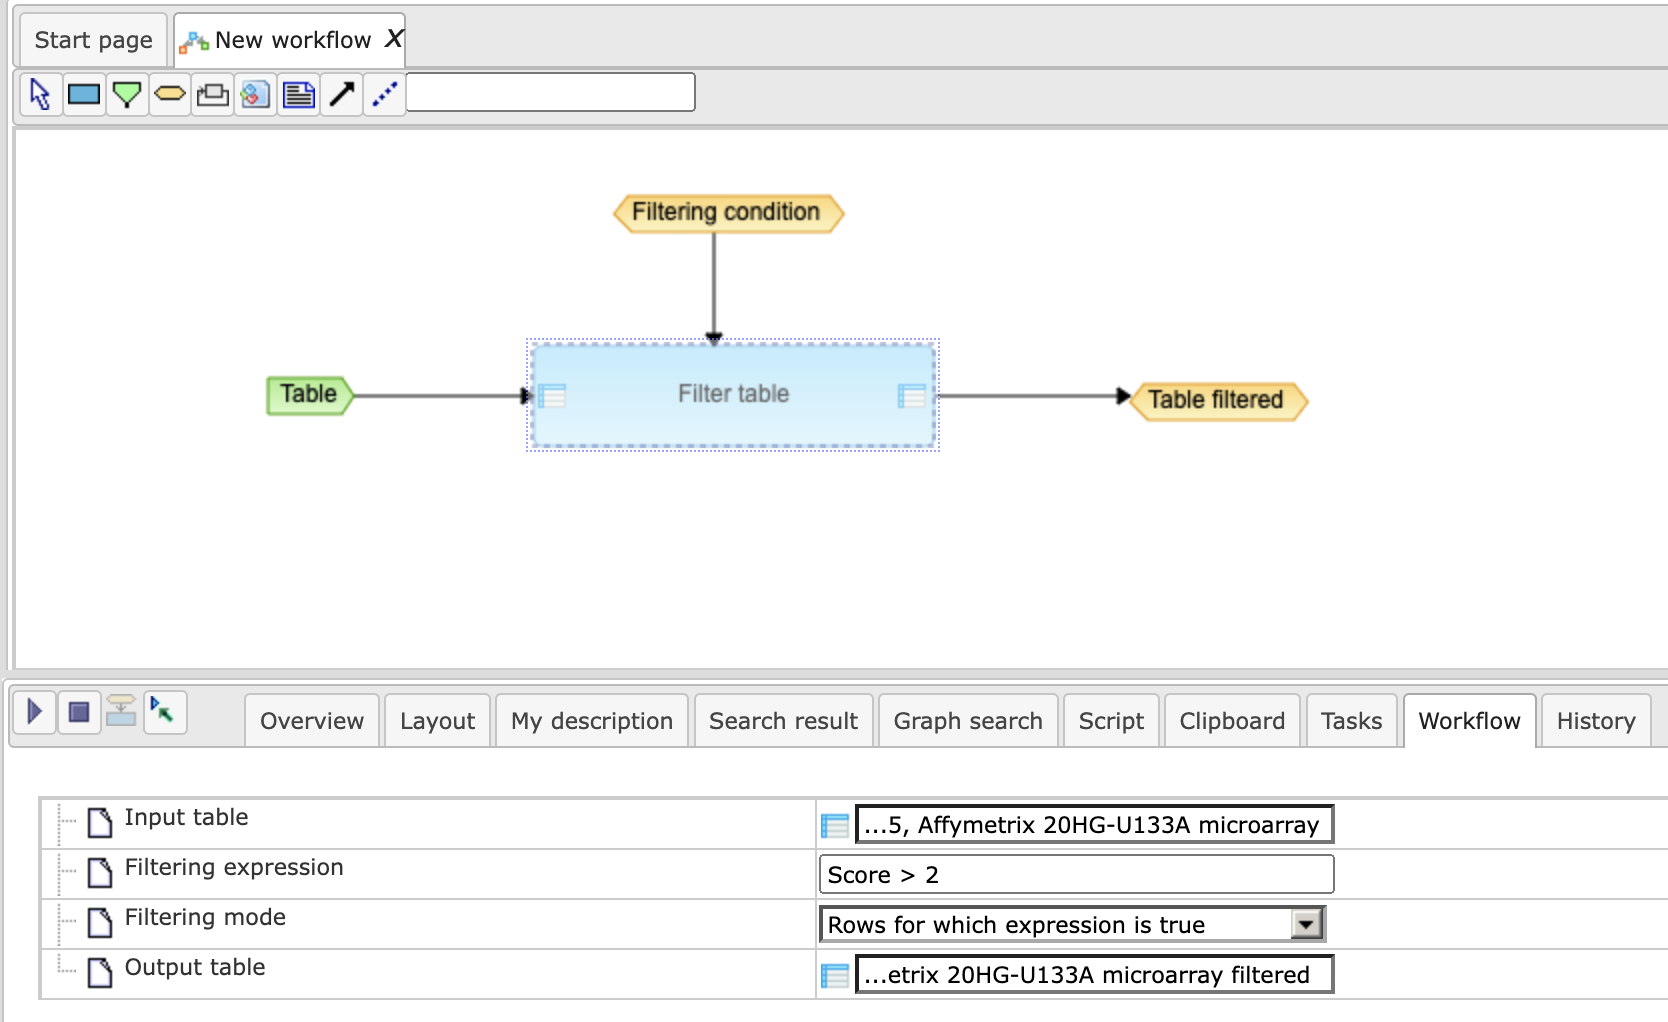 Start page
New workflow X
Filtering condition
Table
Filter table
Table filtered
Overview
Layout
My description
Search result
Graph search
Script
Clipboard
Tasks
Workflow
History
Input table
...5, Affymetrix 20HG-U133A microarray
Filtering expression
Score > 2
Filtering mode
Rows for which expression is true
Output table
...etrix 20HG-U133A microarray filtered